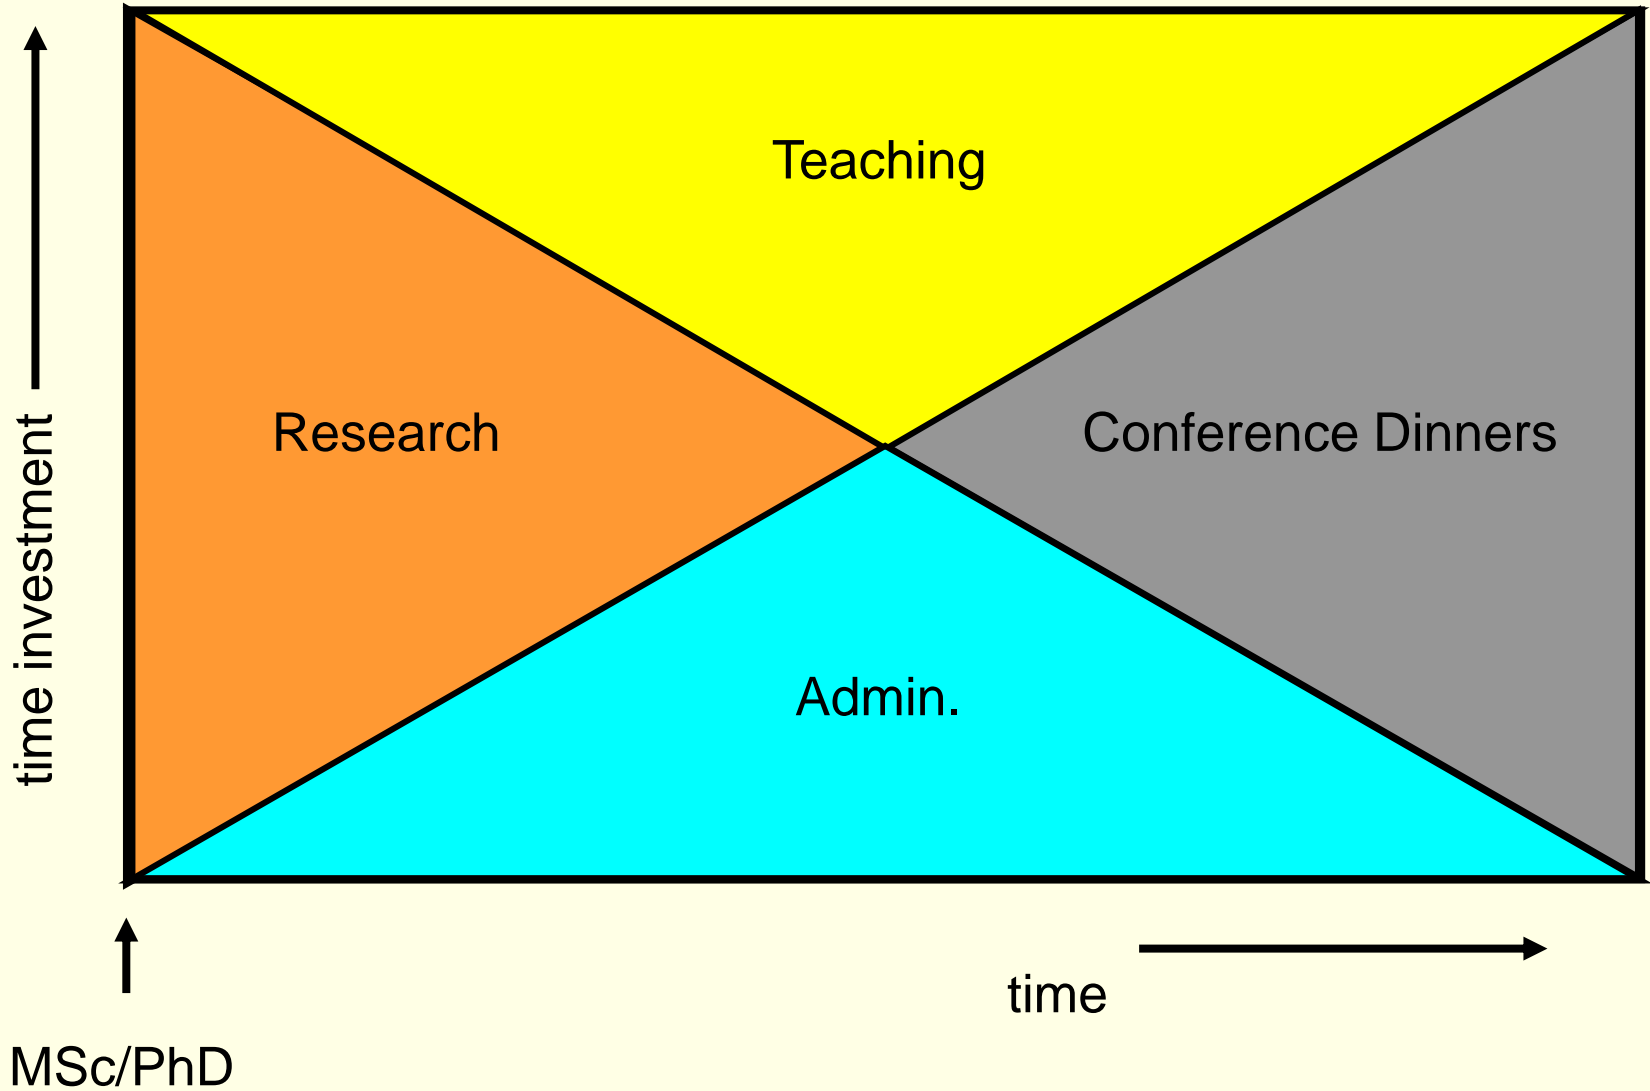 Teaching
Research
Conference Dinners
Admin.
time investment
time
MSc/PhD